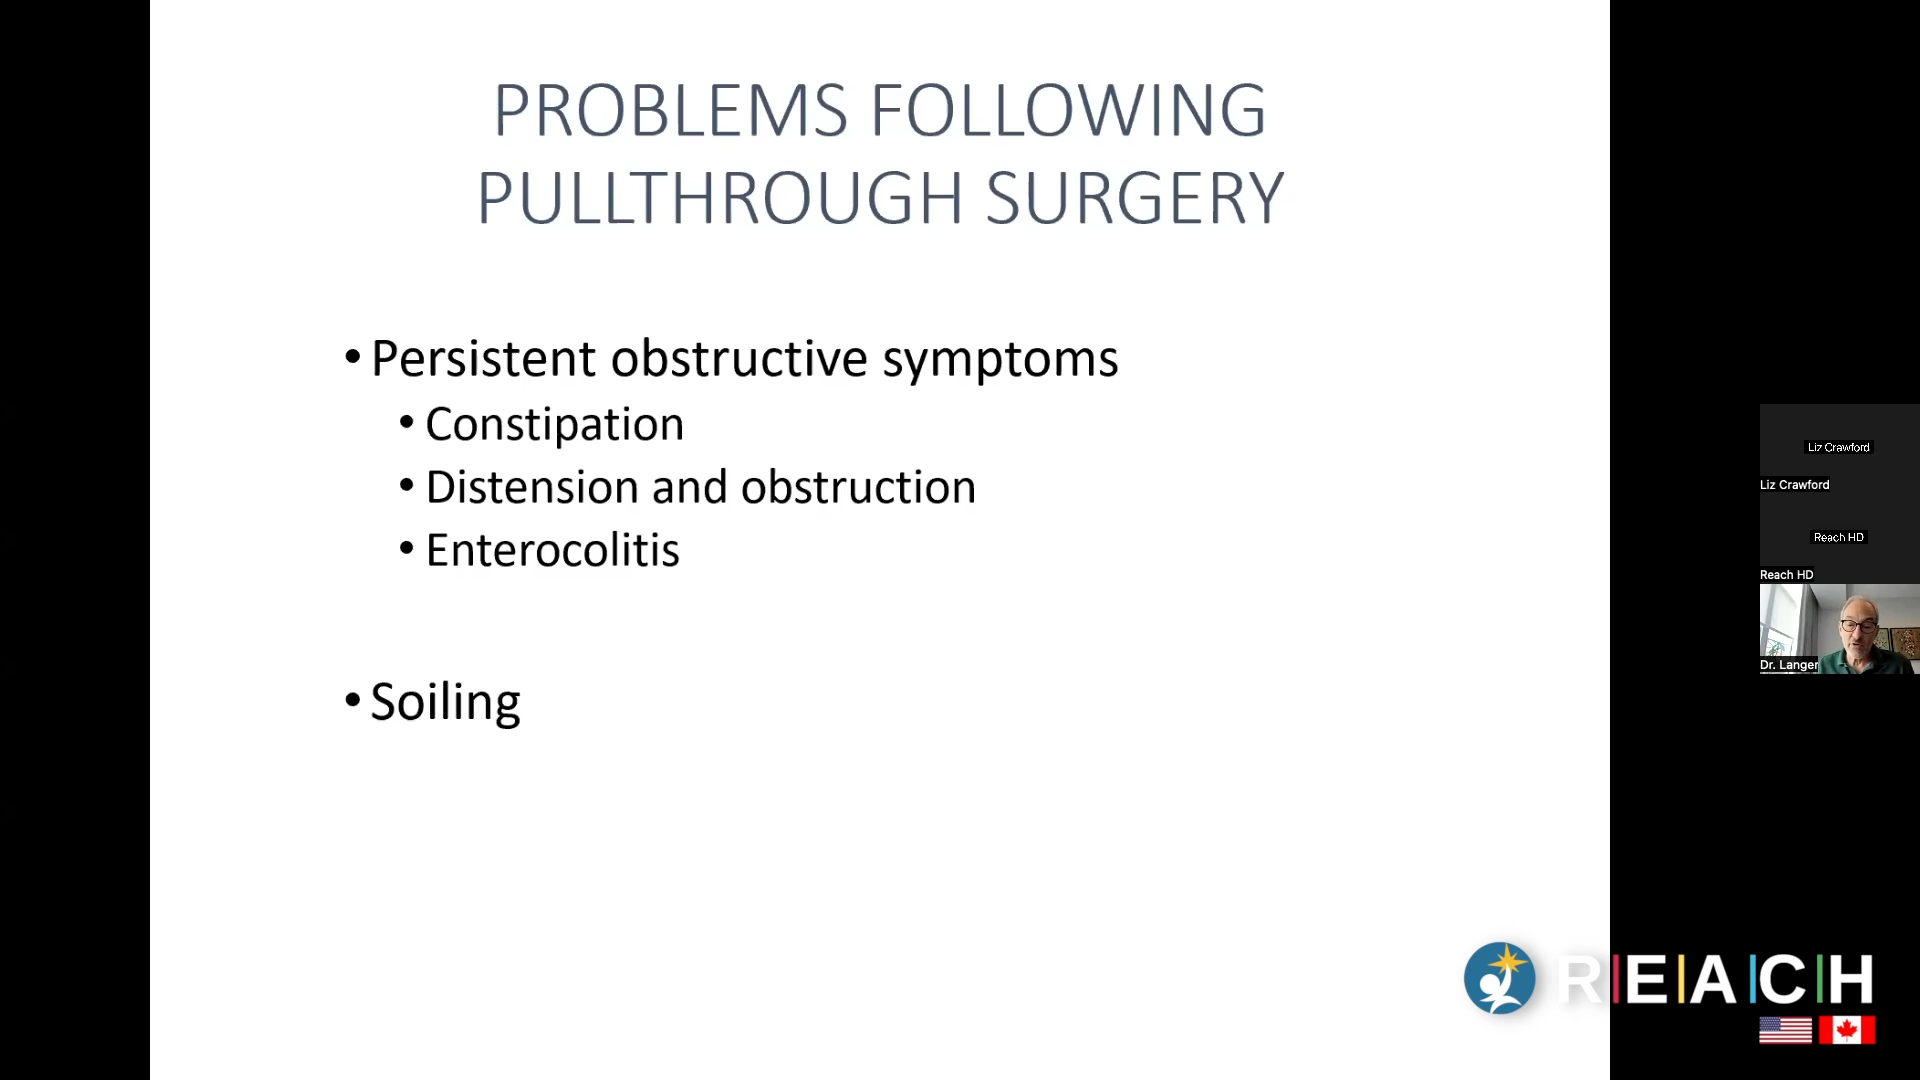 PROBLEMS FOLLOWING
PULLTHROUGH SURGERY
• Persistent obstructive symptoms
• Constipation
• Distension and obstruction
• Enterocolitis
• Soiling
Liz Crawford
Liz Crawford
Reach HD
Reach HD
Dr. Langer
R|E|A|C|H